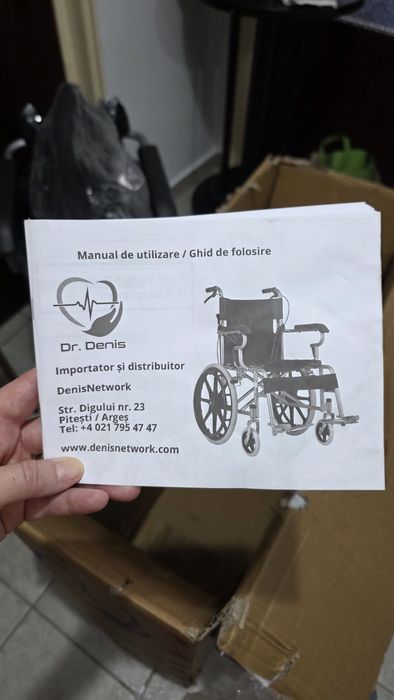 Manual de utilizare / Ghid de folosire
Dr. Denis
Importator și distribuitor
DenisNetwork
Str. Digului nr. 23
Pitești / Argeș
Tel: +4 021 795 47 47
www.denisnetwork.com